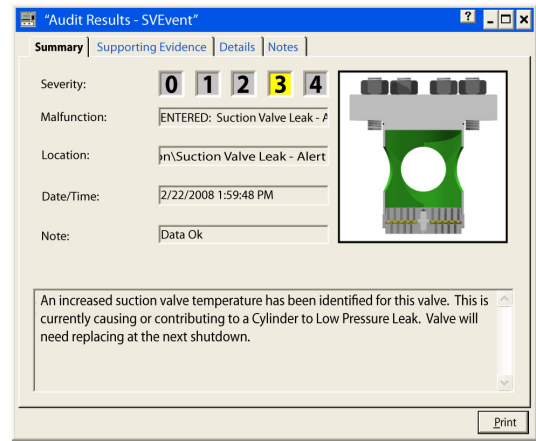 "Audit Results - SVEvent"
?
Summary Supporting Evidence Details Notes
Severity: 0 1 2 3 4
Malfunction: ENTERED: Suction Valve Leak - A
Location: on\Suction Valve Leak - Alert
Date/Time: 2/22/2008 1:59:48 PM
Note: Data Ok
An increased suction valve temperature has been identified for this valve. This is
currently causing or contributing to a Cylinder to Low Pressure Leak. Valve will
need replacing at the next shutdown.
Print